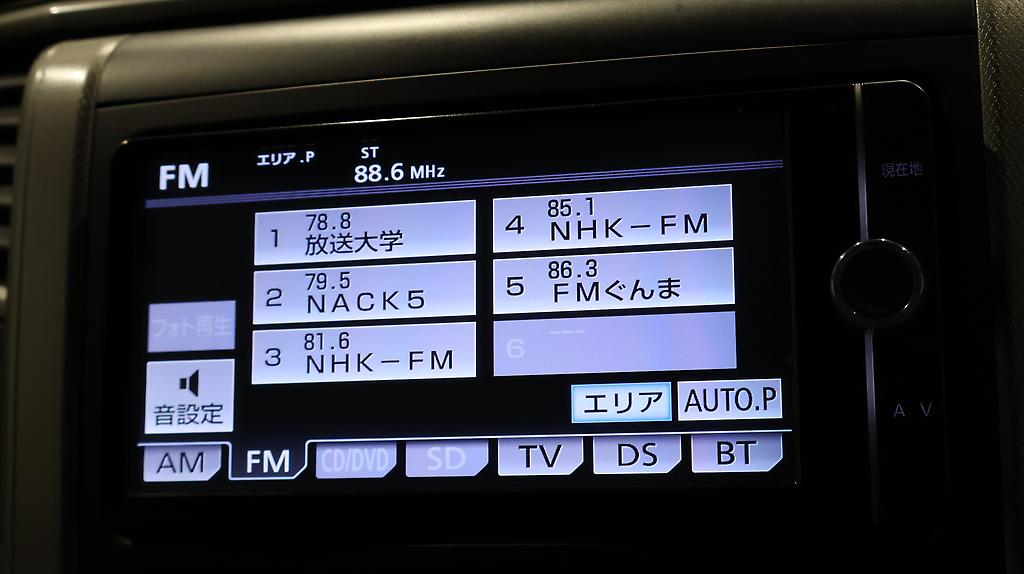 FM
エリア.P
ST
88.6 MHz
現在地
1
78.8
放送大学
4
85.1
NHK-FM
2
79.5
NACK5
5
86.3
FMぐんま
3
81.6
NHK-FM
6
---
フォト再生
音設定
エリア
AUTO.P
A V
AM
FM
CD/DVD
SD
TV
DS
BT